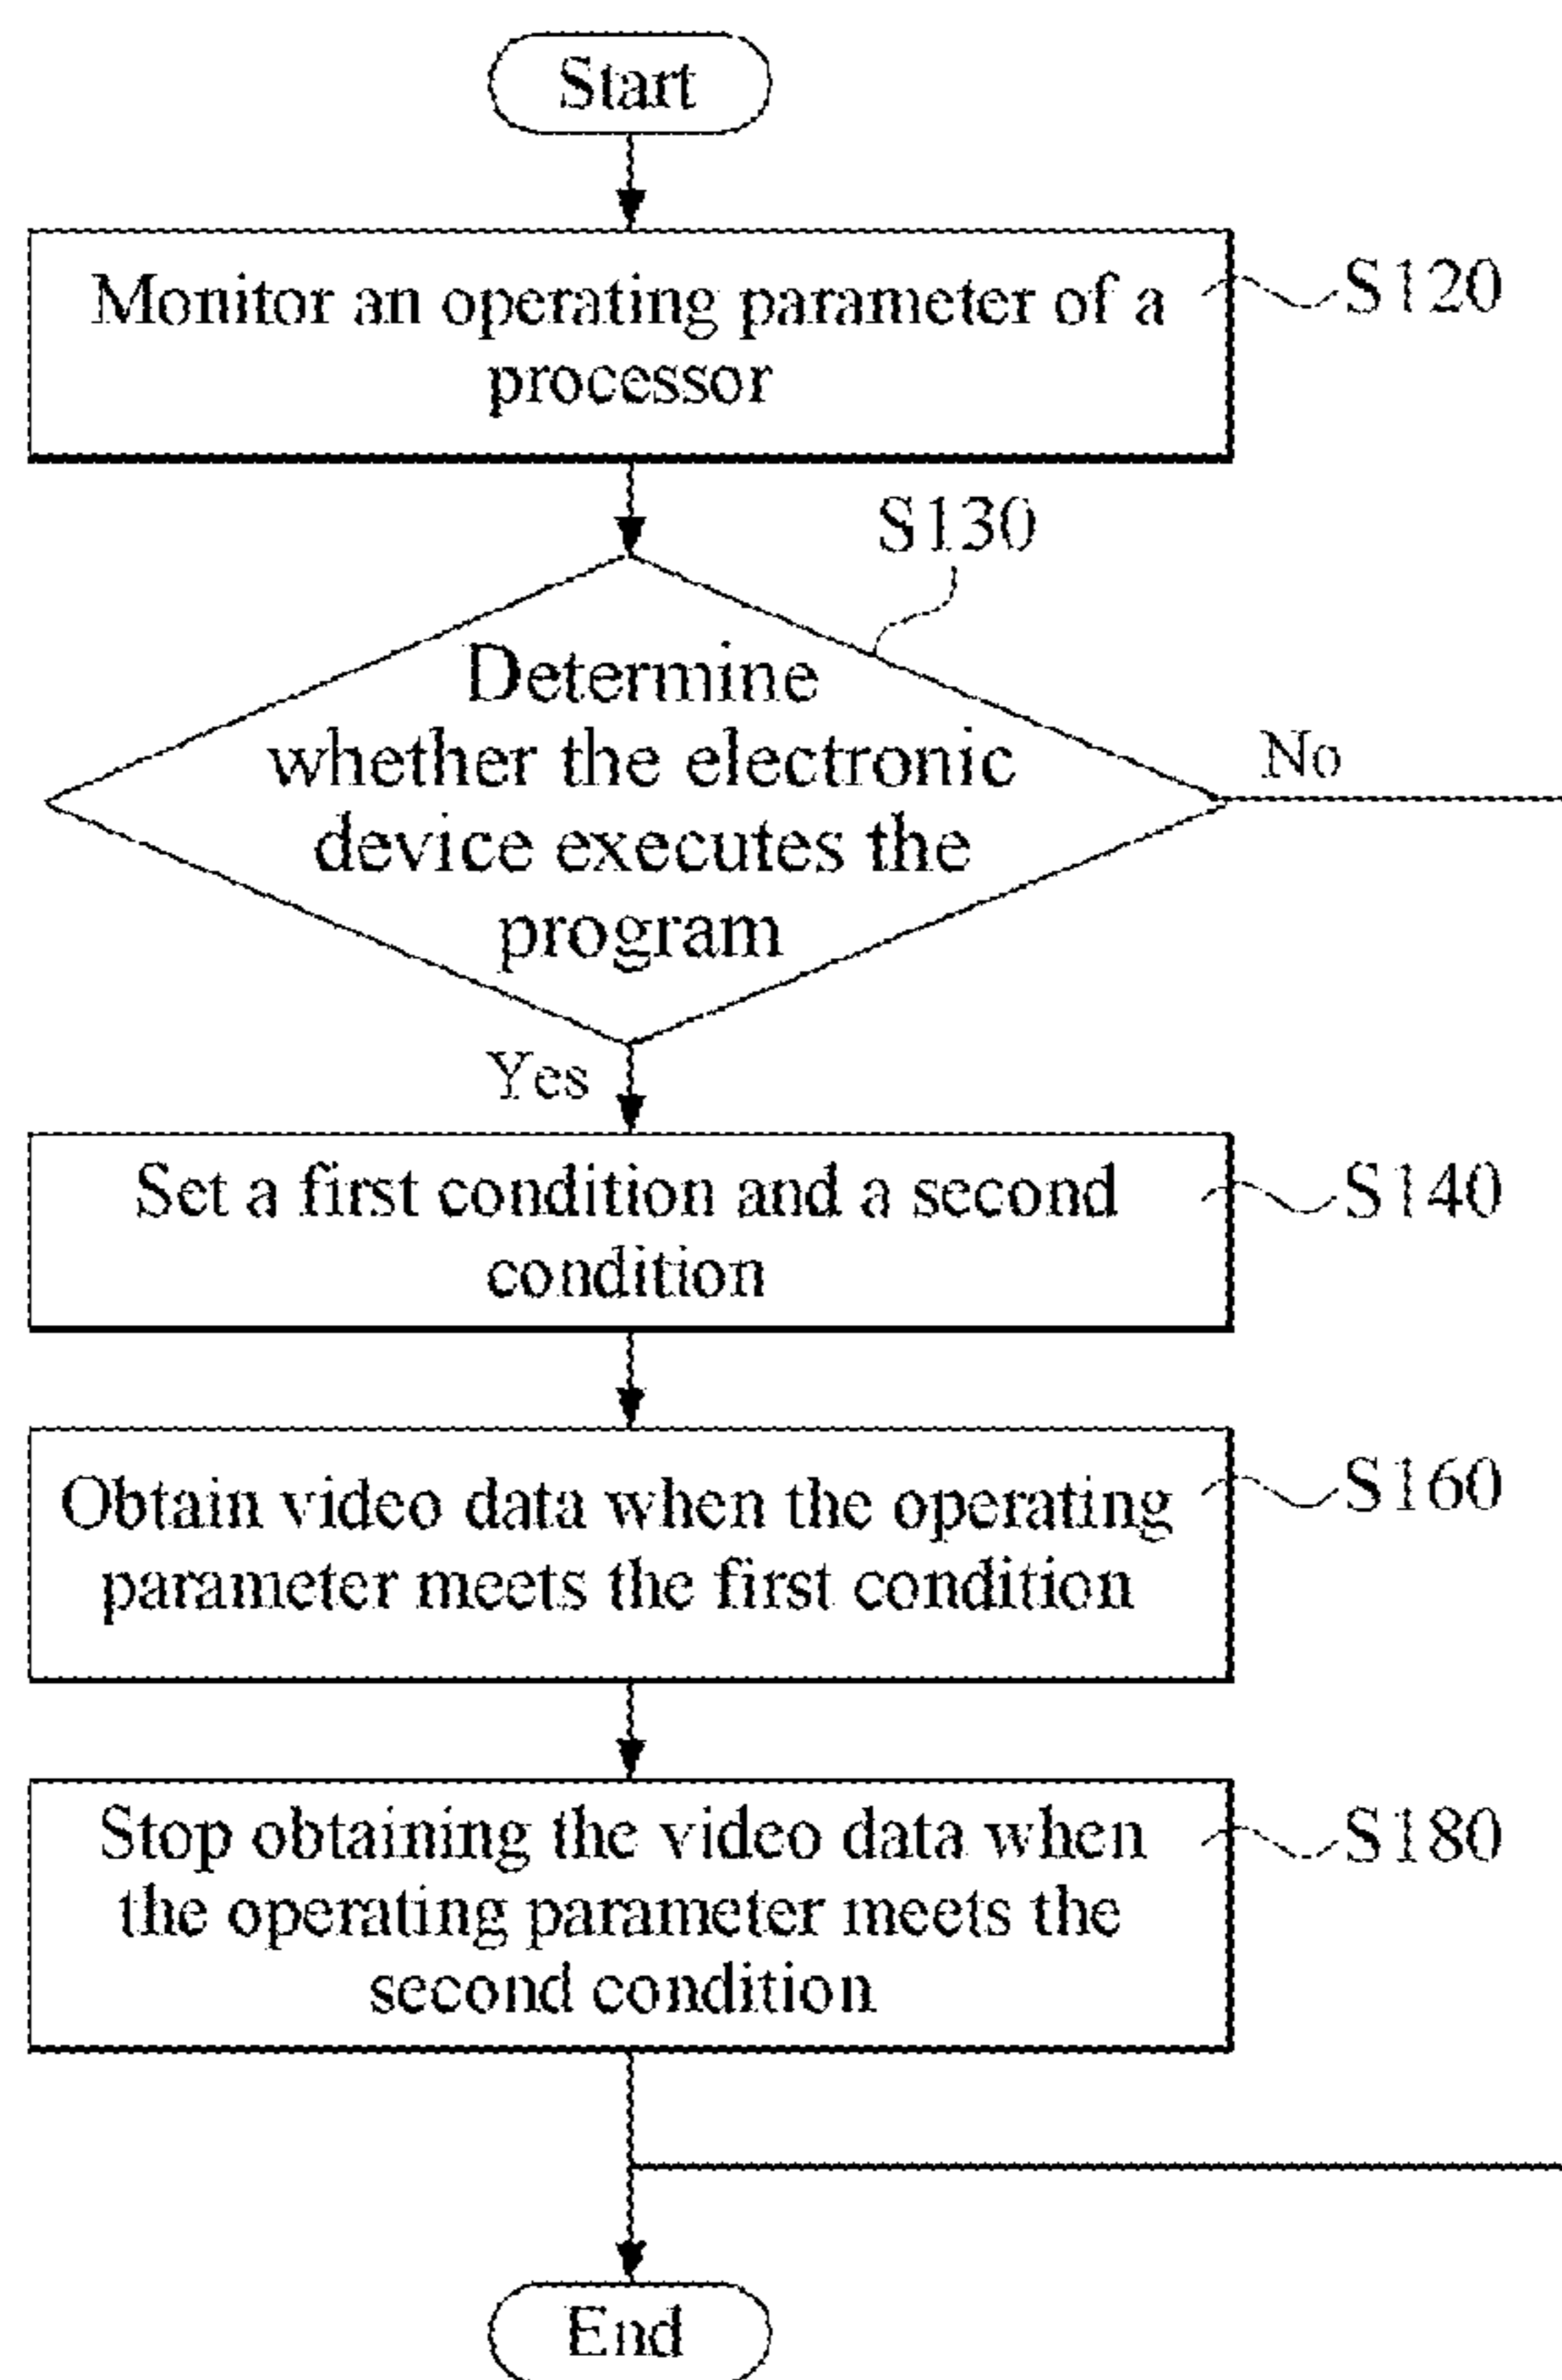 Start
Monitor an operating parameter of a
processor
S120
S130
Determine
whether the electronic
device executes the
program
No
Yes
Set a first condition and a second
condition
S140
Obtain video data when the operating
parameter meets the first condition
S160
Stop obtaining the video data when
the operating parameter meets the
second condition
S180
End